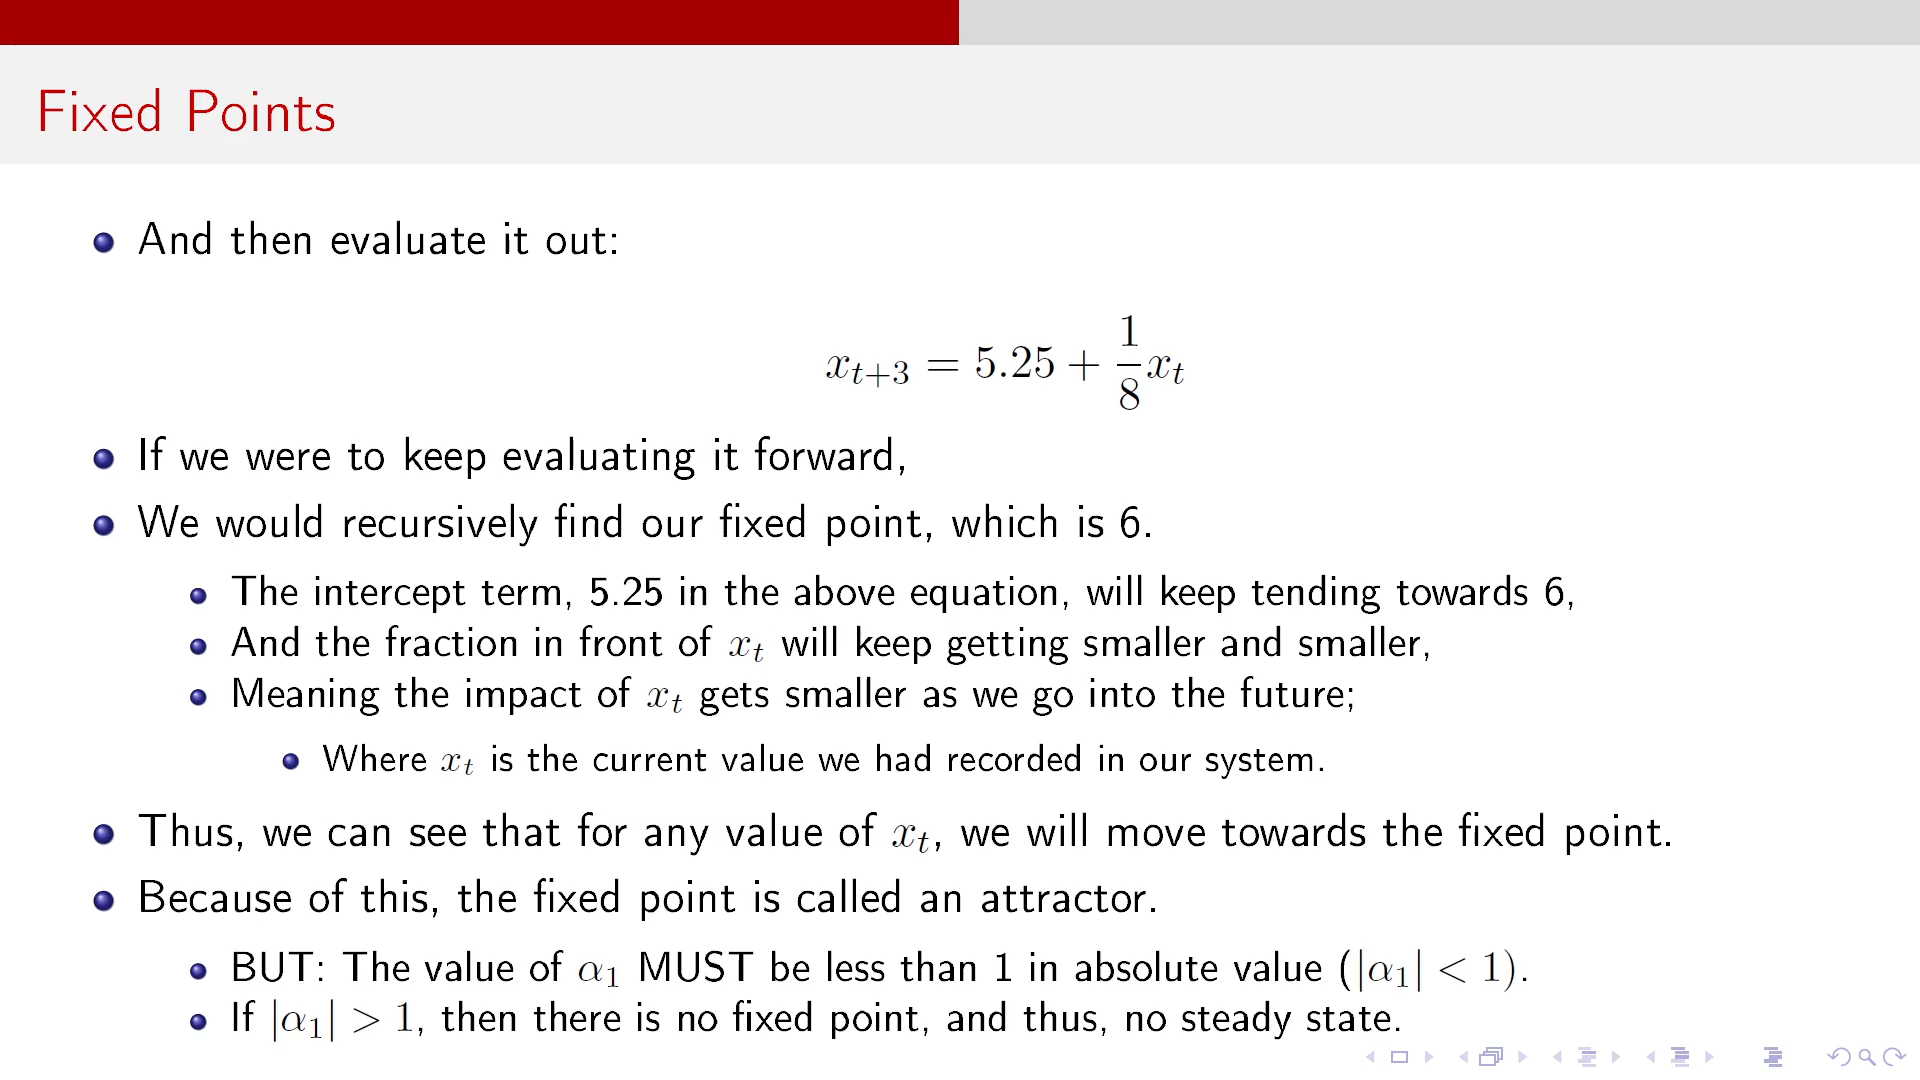 Fixed Points
And then evaluate it out:
x_{t+3} = 5.25 + \frac{1}{8}x_t
If we were to keep evaluating it forward,
We would recursively find our fixed point, which is 6.
The intercept term, 5.25 in the above equation, will keep tending towards 6,
And the fraction in front of x_t will keep getting smaller and smaller,
Meaning the impact of x_t gets smaller as we go into the future;
Where x_t is the current value we had recorded in our system.
Thus, we can see that for any value of x_t, we will move towards the fixed point.
Because of this, the fixed point is called an attractor.
BUT: The value of α_1 MUST be less than 1 in absolute value (|α_1| < 1).
If |α_1| > 1, then there is no fixed point, and thus, no steady state.